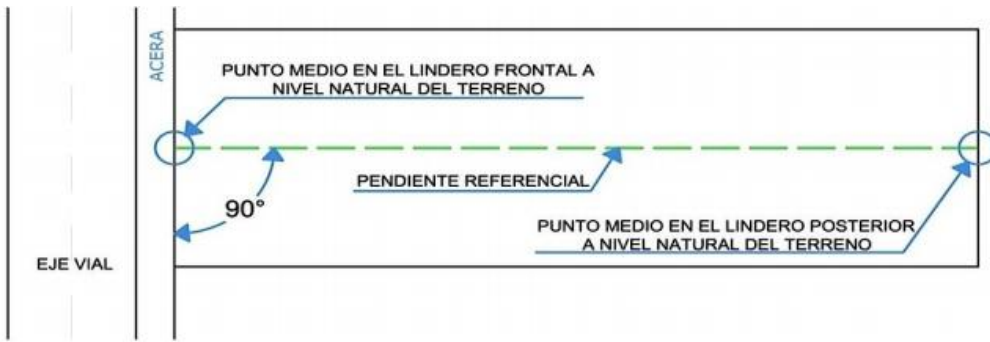 ACERA
PUNTO MEDIO EN EL LINDERO FRONTAL A
NIVEL NATURAL DEL TERRENO
PENDIENTE REFERENCIAL
90°
PUNTO MEDIO EN EL LINDERO POSTERIOR
A NIVEL NATURAL DEL TERRENO
EJE VIAL